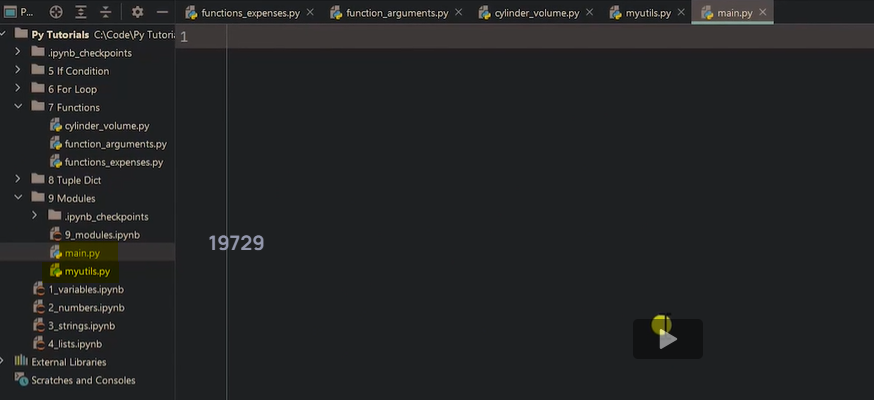 P...
functions_expenses.py
function_arguments.py
cylinder_volume.py
myutils.py
main.py
Py Tutorials C:\Code\Py Tutori
.ipynb_checkpoints
5 If Condition
6 For Loop
7 Functions
cylinder_volume.py
function_arguments.py
functions_expenses.py
8 Tuple Dict
9 Modules
.ipynb_checkpoints
9_modules.ipynb
main.py
myutils.py
1_variables.ipynb
2_numbers.ipynb
3_strings.ipynb
4_lists.ipynb
External Libraries
Scratches and Consoles
1
19729